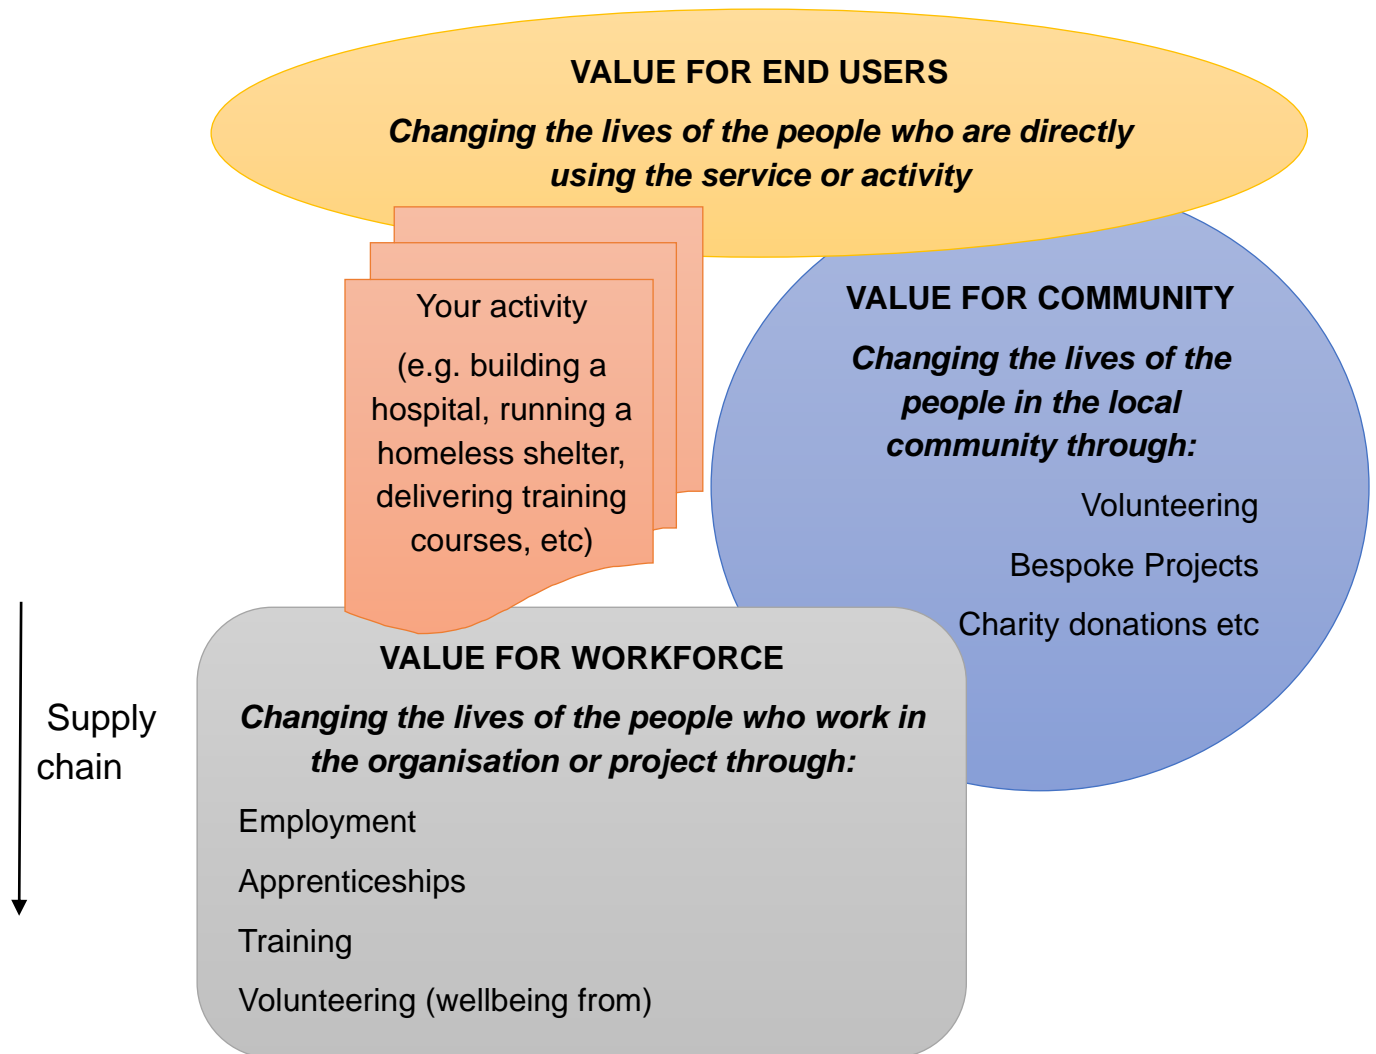 VALUE FOR END USERS
Changing the lives of the people who are directly
using the service or activity
Your activity
(e.g. building a
hospital, running a
homeless shelter,
delivering training
courses, etc)
VALUE FOR COMMUNITY
Changing the lives of the
people in the local
community through:
Volunteering
Bespoke Projects
Charity donations etc
Supply
chain
VALUE FOR WORKFORCE
Changing the lives of the people who work in
the organisation or project through:
Employment
Apprenticeships
Training
Volunteering (wellbeing from)